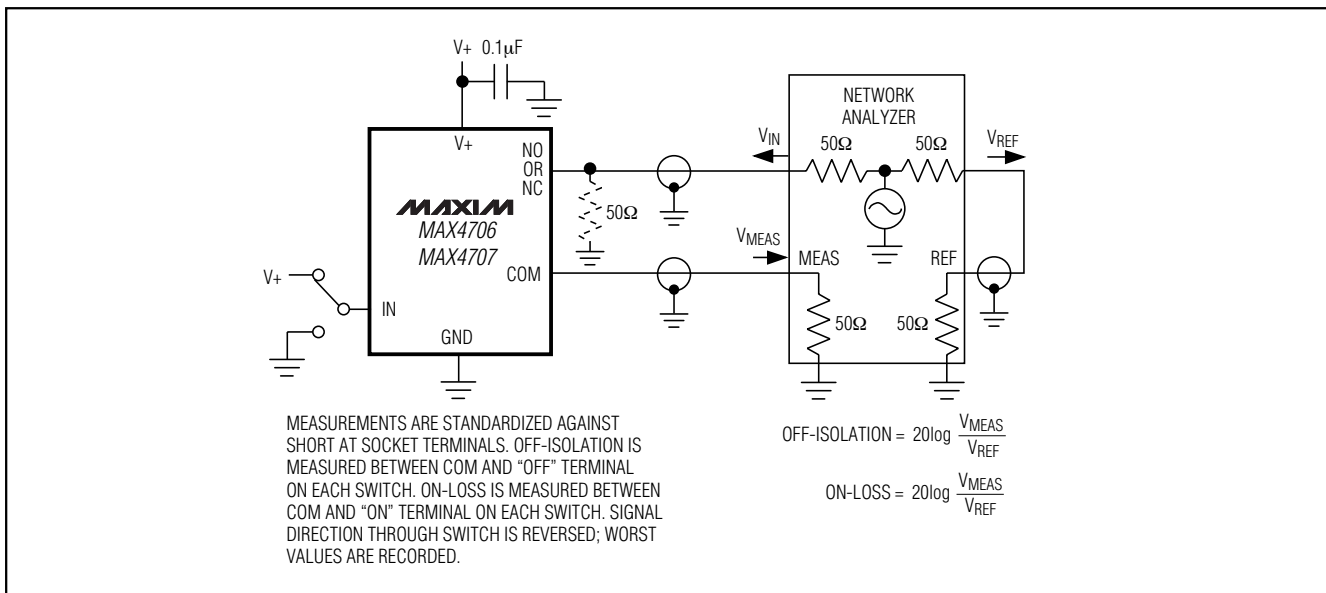 V+ 0.1µF
V+
NO
OR
NC
MAXIM
MAX4706
MAX4707
COM
V+
IN
GND
50Ω
VIN
NETWORK
ANALYZER
50Ω
50Ω
VREF
VMEAS
MEAS
REF
50Ω
50Ω
MEASUREMENTS ARE STANDARDIZED AGAINST
SHORT AT SOCKET TERMINALS. OFF-ISOLATION IS
MEASURED BETWEEN COM AND “OFF” TERMINAL
ON EACH SWITCH. ON-LOSS IS MEASURED BETWEEN
COM AND “ON” TERMINAL ON EACH SWITCH. SIGNAL
DIRECTION THROUGH SWITCH IS REVERSED; WORST
VALUES ARE RECORDED.
OFF-ISOLATION = 20log VMEAS
VREF
ON-LOSS = 20log VMEAS
VREF